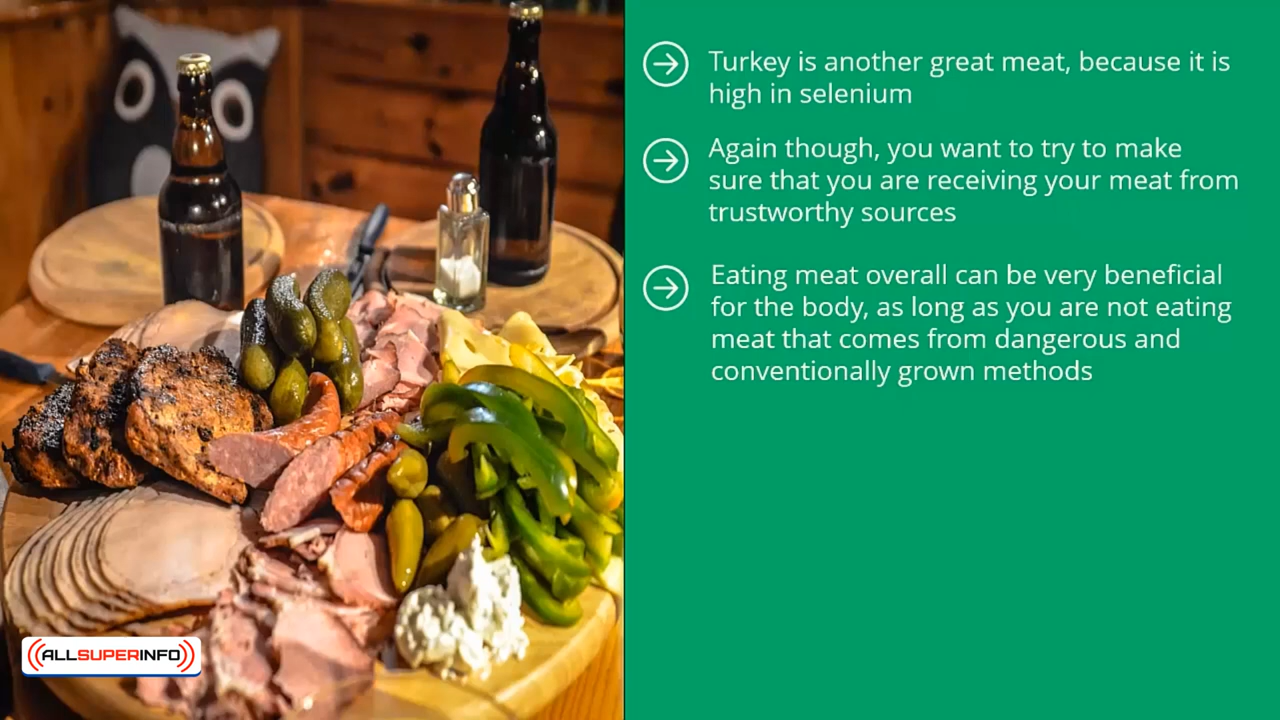 Turkey is another great meat, because it is
high in selenium
Again though, you want to try to make
sure that you are receiving your meat from
trustworthy sources
Eating meat overall can be very beneficial
for the body, as long as you are not eating
meat that comes from dangerous and
conventionally grown methods
ALLSUPERINFO